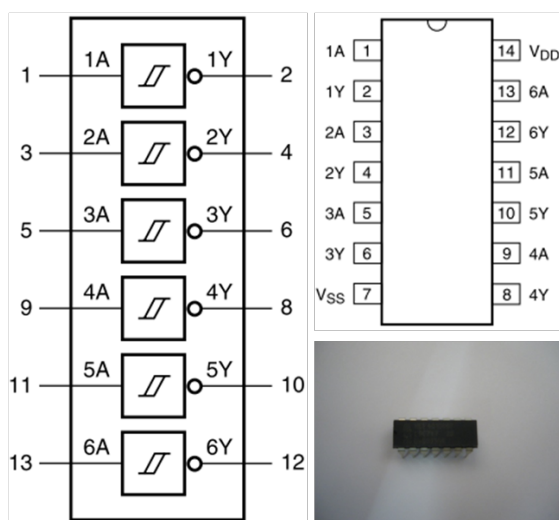 1 1A 1Y 2
3 2A 2Y 4
5 3A 3Y 6
9 4A 4Y 8
11 5A 5Y 10
13 6A 6Y 12
1A 1 14 VDD
1Y 2 13 6A
2A 3 12 6Y
2Y 4 11 5A
3A 5 10 5Y
3Y 6 9 4A
VSS 7 8 4Y